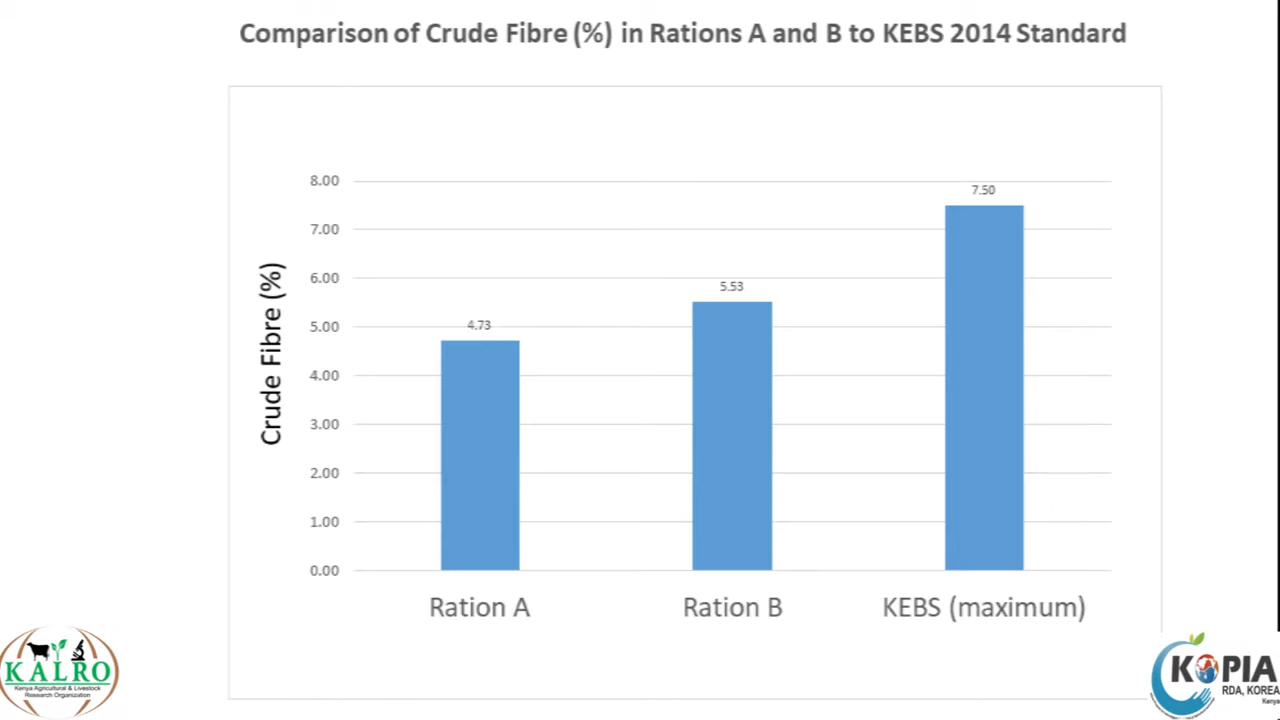 Comparison of Crude Fibre (%) in Rations A and B to KEBS 2014 Standard
Crude Fibre (%)
8.00
7.00
6.00
5.00
4.00
3.00
2.00
1.00
0.00
4.73
5.53
7.50
Ration A
Ration B
KEBS (maximum)
KALRO
Kenya Agricultural & Livestock
Research Organization
KOPIA
RDA, KOREA
Kenya